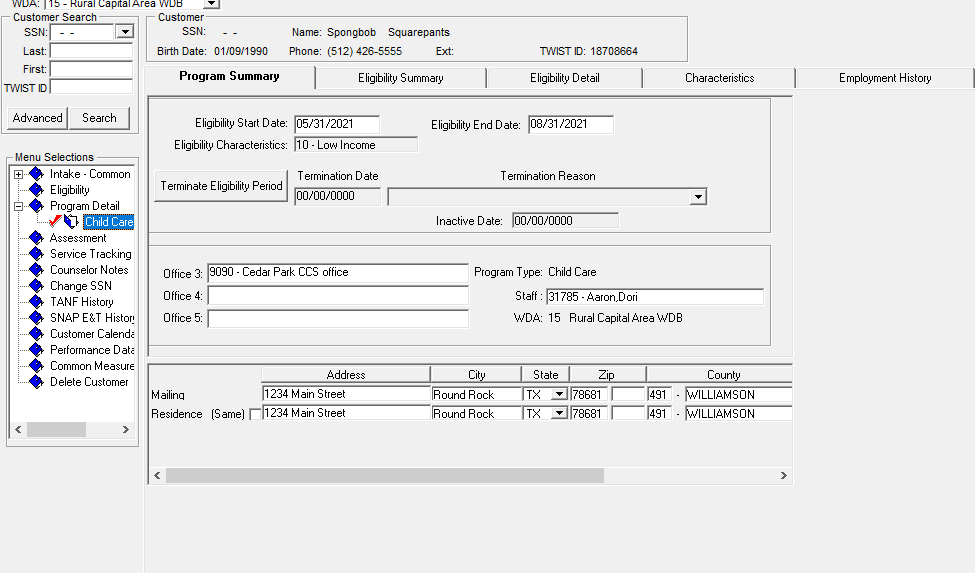 WDA: 15 - Rural Capital Area WDB
Customer Search
SSN: - -
Last:
First:
TWIST ID
Advanced Search
Customer
SSN: - - Name: Spongbob Squarepants
Birth Date: 01/09/1990 Phone: (512) 426-5555 Ext: TWIST ID: 18708664
Program Summary Eligibility Summary Eligibility Detail Characteristics Employment History
Menu Selections
Intake - Common
Eligibility
Program Detail
Child Care
Assessment
Service Tracking
Counselor Notes
Change SSN
TANF History
SNAP E&T History
Customer Calenda
Performance Data
Common Measure
Delete Customer
Eligibility Start Date: 05/31/2021 Eligibility End Date: 08/31/2021
Eligibility Characteristics: 10 - Low Income
Terminate Eligibility Period
Termination Date Termination Reason
00/00/0000
Inactive Date: 00/00/0000
Office 3: 9090 - Cedar Park CCS office Program Type: Child Care
Office 4: Staff : 31785 - Aaron,Dori
Office 5: WDA: 15 Rural Capital Area WDB
Address City State Zip County
Mailing 1234 Main Street Round Rock TX 78681 491 - WILLIAMSON
Residence (Same) 1234 Main Street Round Rock TX 78681 491 - WILLIAMSON